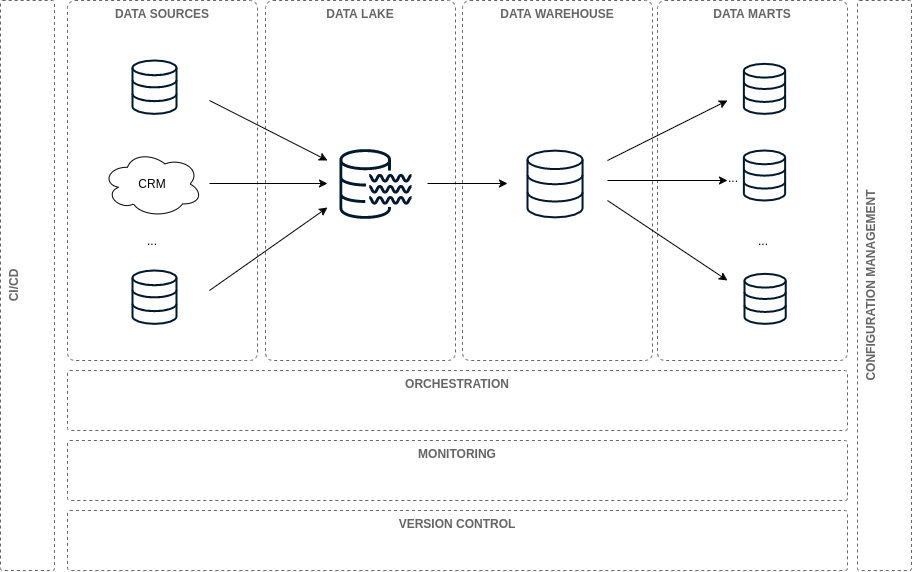 DATA SOURCES
DATA LAKE
DATA WAREHOUSE
DATA MARTS
CRM
...
...
...
CI/CD
CONFIGURATION MANAGEMENT
ORCHESTRATION
MONITORING
VERSION CONTROL